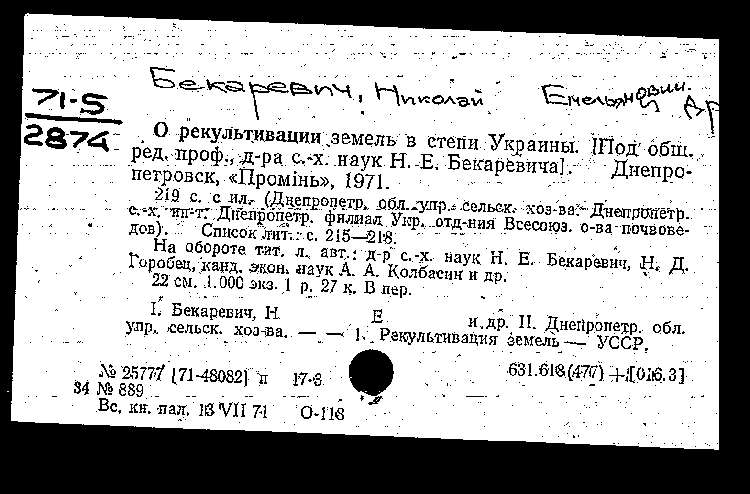 Бекаревич, Николай Емельянович и др
71-5
2874
О рекультивации земель в степи Украины. [Под общ.
ред. проф., д-ра с.-х. наук Н. Е. Бекаревича]. Днепро-
петровск, «Промінь», 1971.
219 с. с ил. (Днепропетр. обл. упр. сельск. хоз-ва. Днепропетр.
с.-х. ин-т. Днепропетр. филиал Укр. отд-ния Всесоюз. о-ва почвове-
дов). Список лит.: с. 215—218.
На обороте тит. л. авт.: д-р с.-х. наук Н. Е. Бекаревич, Н. Д.
Горобец, канд. экон. наук А. А. Колбасин и др.
22 см. 1.000 экз. 1 р. 27 к. В пер.
I. Бекаревич, Н Е и др. II. Днепропетр. обл.
упр. сельск. хоз-ва. — — 1. Рекультивация земель — УССР.
№ 25777 [71-48082] п 17-8 631.618(477) + [016.3]
34 № 889
Вс. кн. пал. 13 VII 71 О-118